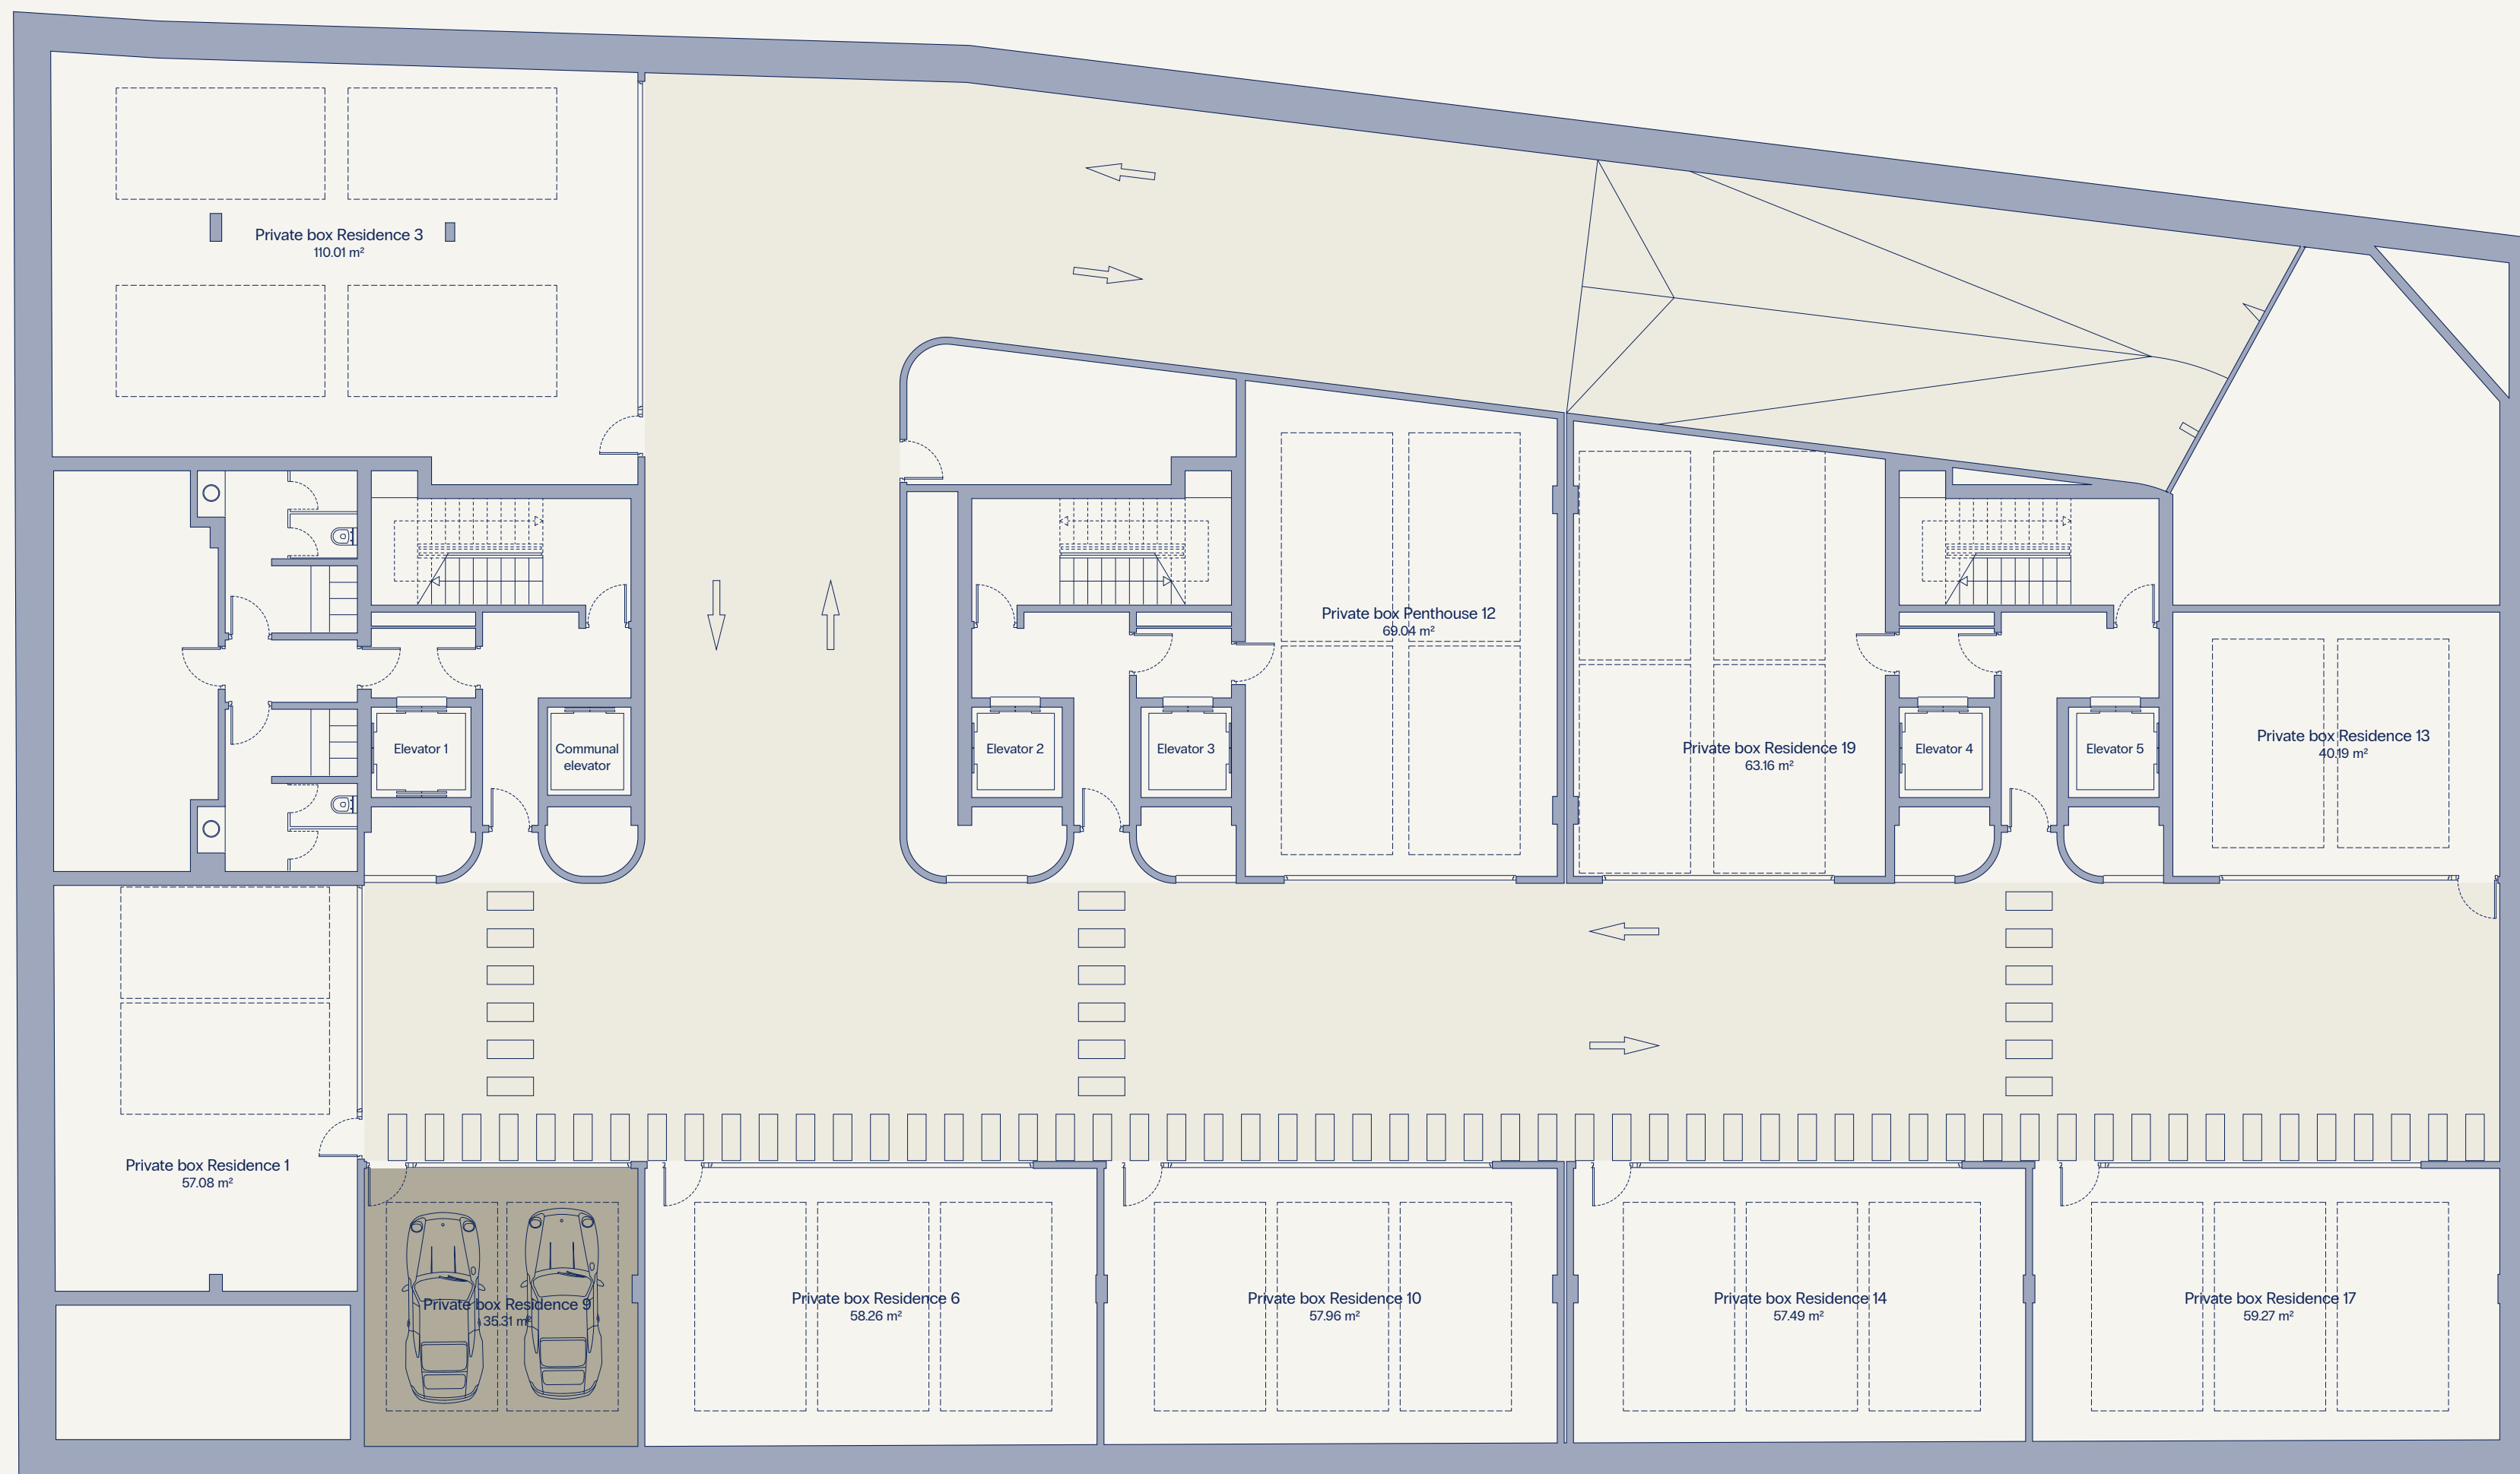 Private box Residence 3
110.01 m²
Private box Penthouse 12
69.04 m²
Private box Residence 19
63.16 m²
Private box Residence 13
40.19 m²
Elevator 1
Communal
elevator
Elevator 2
Elevator 3
Elevator 4
Elevator 5
Private box Residence 1
57.08 m²
Private box Residence 9
35.31 m²
Private box Residence 6
58.26 m²
Private box Residence 10
57.96 m²
Private box Residence 14
57.49 m²
Private box Residence 17
59.27 m²